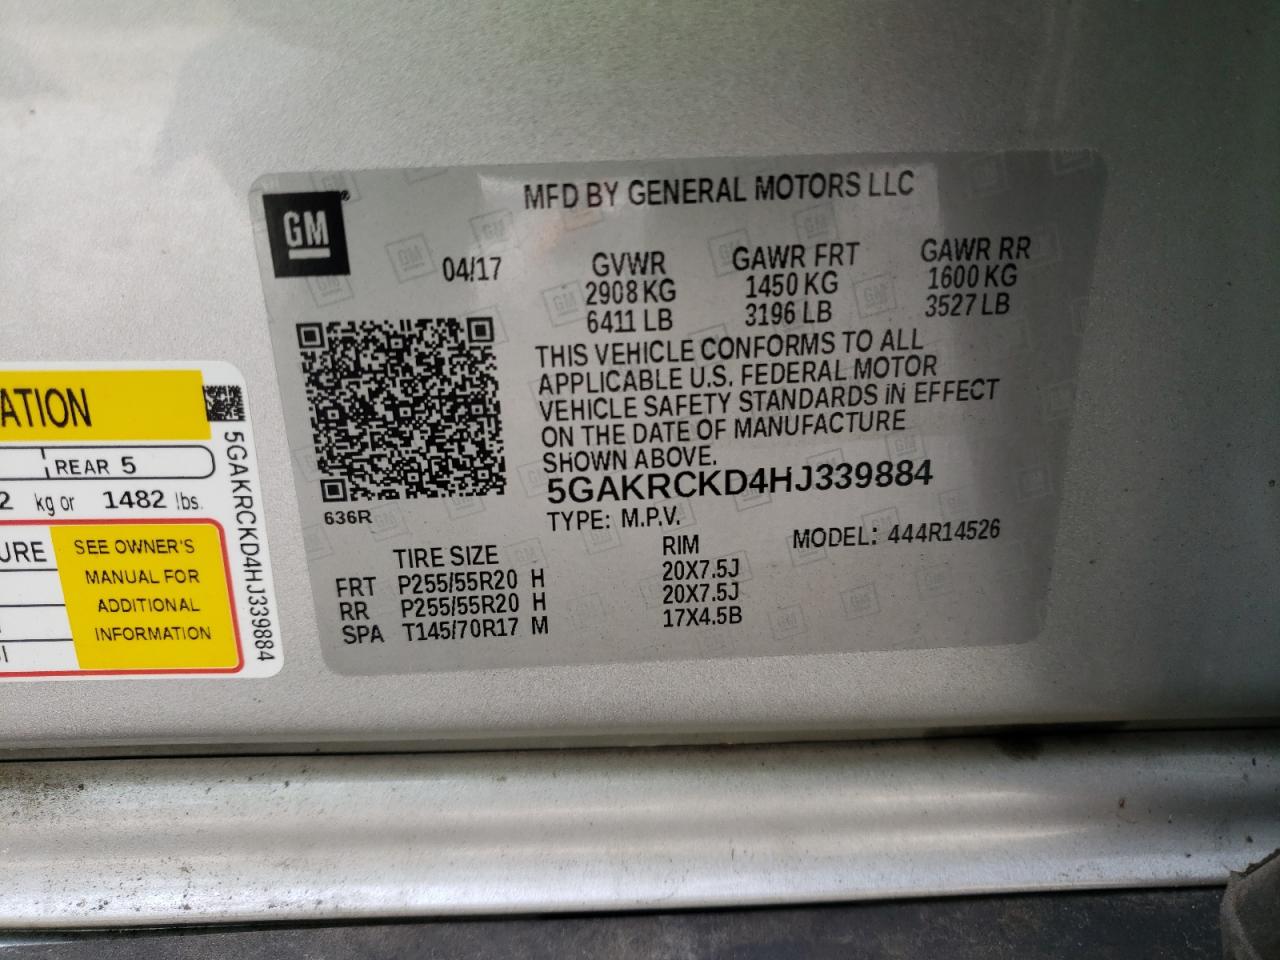 GM
MFD BY GENERAL MOTORS LLC
04/17
GVWR GAWR FRT GAWR RR
2908 KG 1450 KG 1600 KG
6411 LB 3196 LB 3527 LB
THIS VEHICLE CONFORMS TO ALL
APPLICABLE U.S. FEDERAL MOTOR
VEHICLE SAFETY STANDARDS IN EFFECT
ON THE DATE OF MANUFACTURE
SHOWN ABOVE.
5GAKRCKD4HJ339884
636R
TYPE: M.P.V.
MODEL: 444R14526
TIRE SIZE RIM
FRT P255/55R20 H 20X7.5J
RR P255/55R20 H 20X7.5J
SPA T145/70R17 M 17X4.5B
ATION
REAR 5
2 kg or 1482 lbs.
URE
SEE OWNER'S
MANUAL FOR
ADDITIONAL
INFORMATION
5GAKRCKD4HJ339884